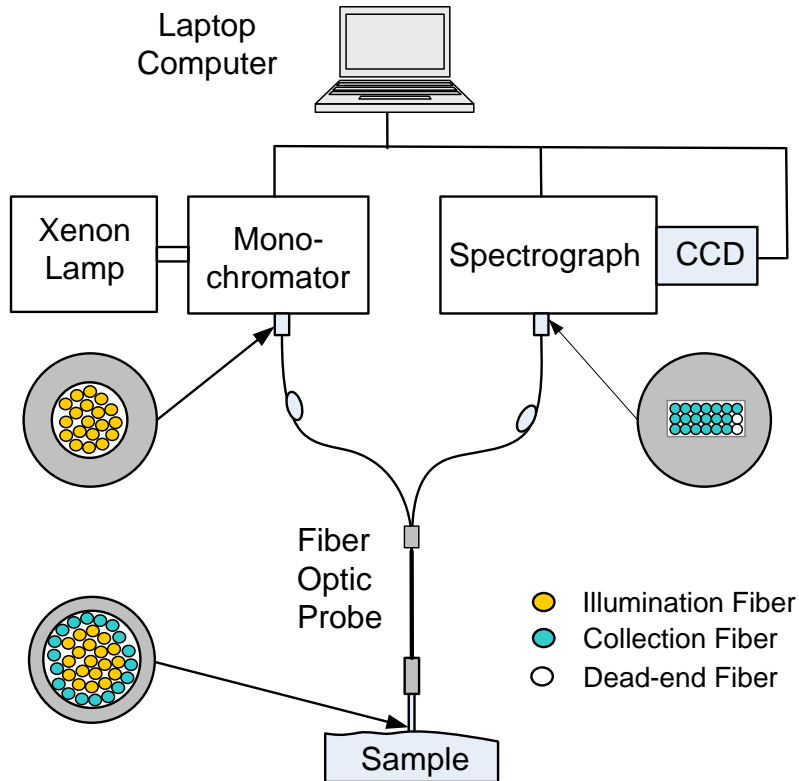 Laptop
Computer
Xenon
Lamp
Mono-
chromator
Spectrograph
CCD
Fiber
Optic
Probe
Illumination Fiber
Collection Fiber
Dead-end Fiber
Sample